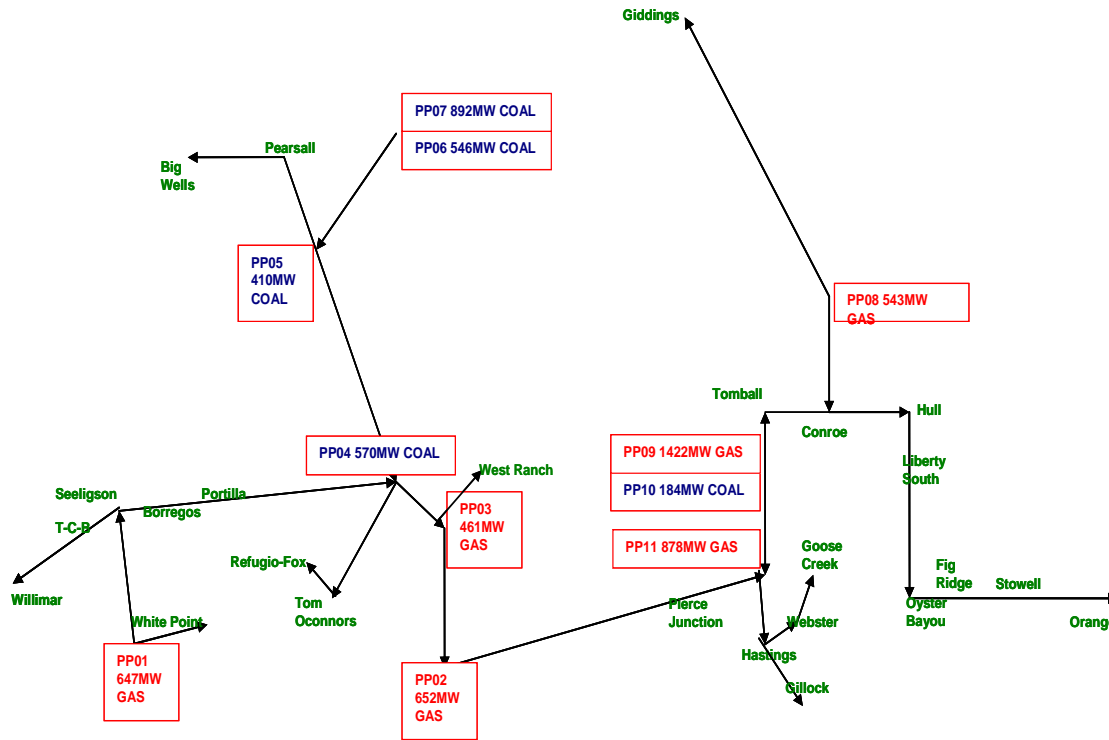 Giddings
PP07 892MW COAL
PP06 546MW COAL
Pearsall
Big
Wells
PP05
410MW
COAL
PP08 543MW
GAS
Tomball
Hull
Conroe
PP04 570MW COAL
PP09 1422MW GAS
PP10 184MW COAL
PP11 878MW GAS
Liberty
South
West Ranch
Seeligson
Portilla
Borregos
T-C-B
PP03
461MW
GAS
Goose
Creek
Refugio-Fox
Willimar
Tom
Oconnors
White Point
Pierce
Junction
Webster
Fig
Ridge
Stowell
Oyster
Bayou
Orange
Hastings
Gillock
PP01
647MW
GAS
PP02
652MW
GAS